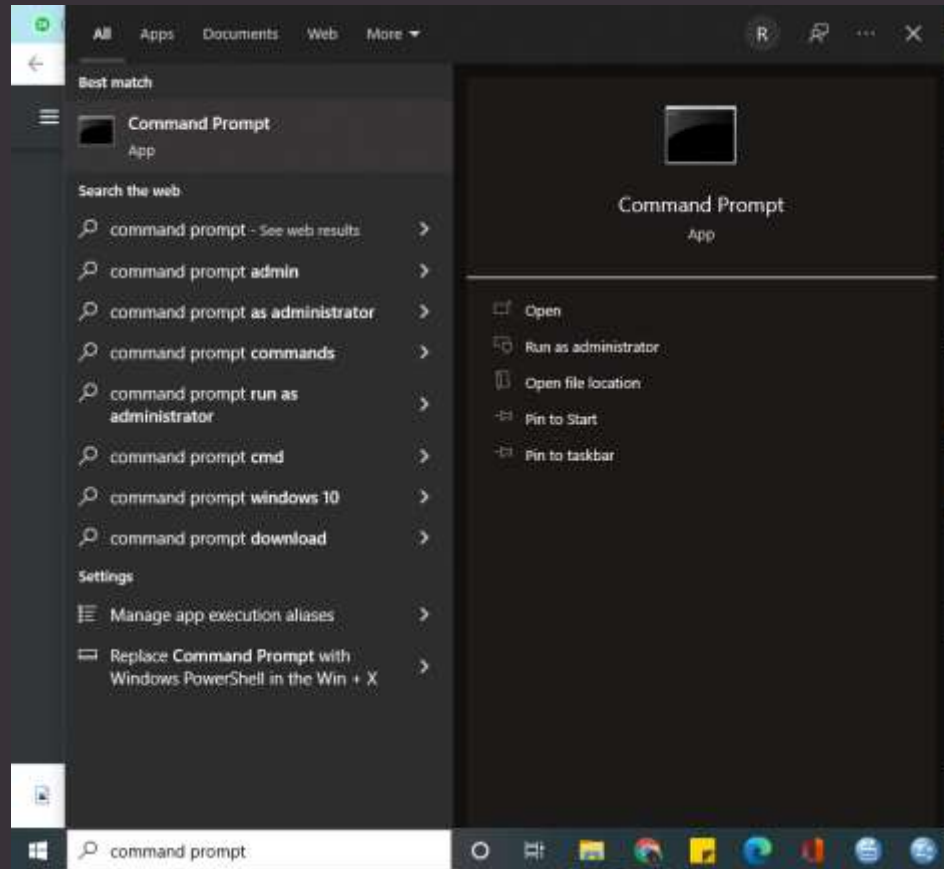 All Apps Documents Web More R
Best match
Command Prompt
App
Search the web
command prompt - See web results
command prompt admin
command prompt as administrator
command prompt commands
command prompt run as
administrator
command prompt cmd
command prompt windows 10
command prompt download
Settings
Manage app execution aliases
Replace Command Prompt with
Windows PowerShell in the Win + X
Command Prompt
App
Open
Run as administrator
Open file location
Pin to Start
Pin to taskbar
command prompt